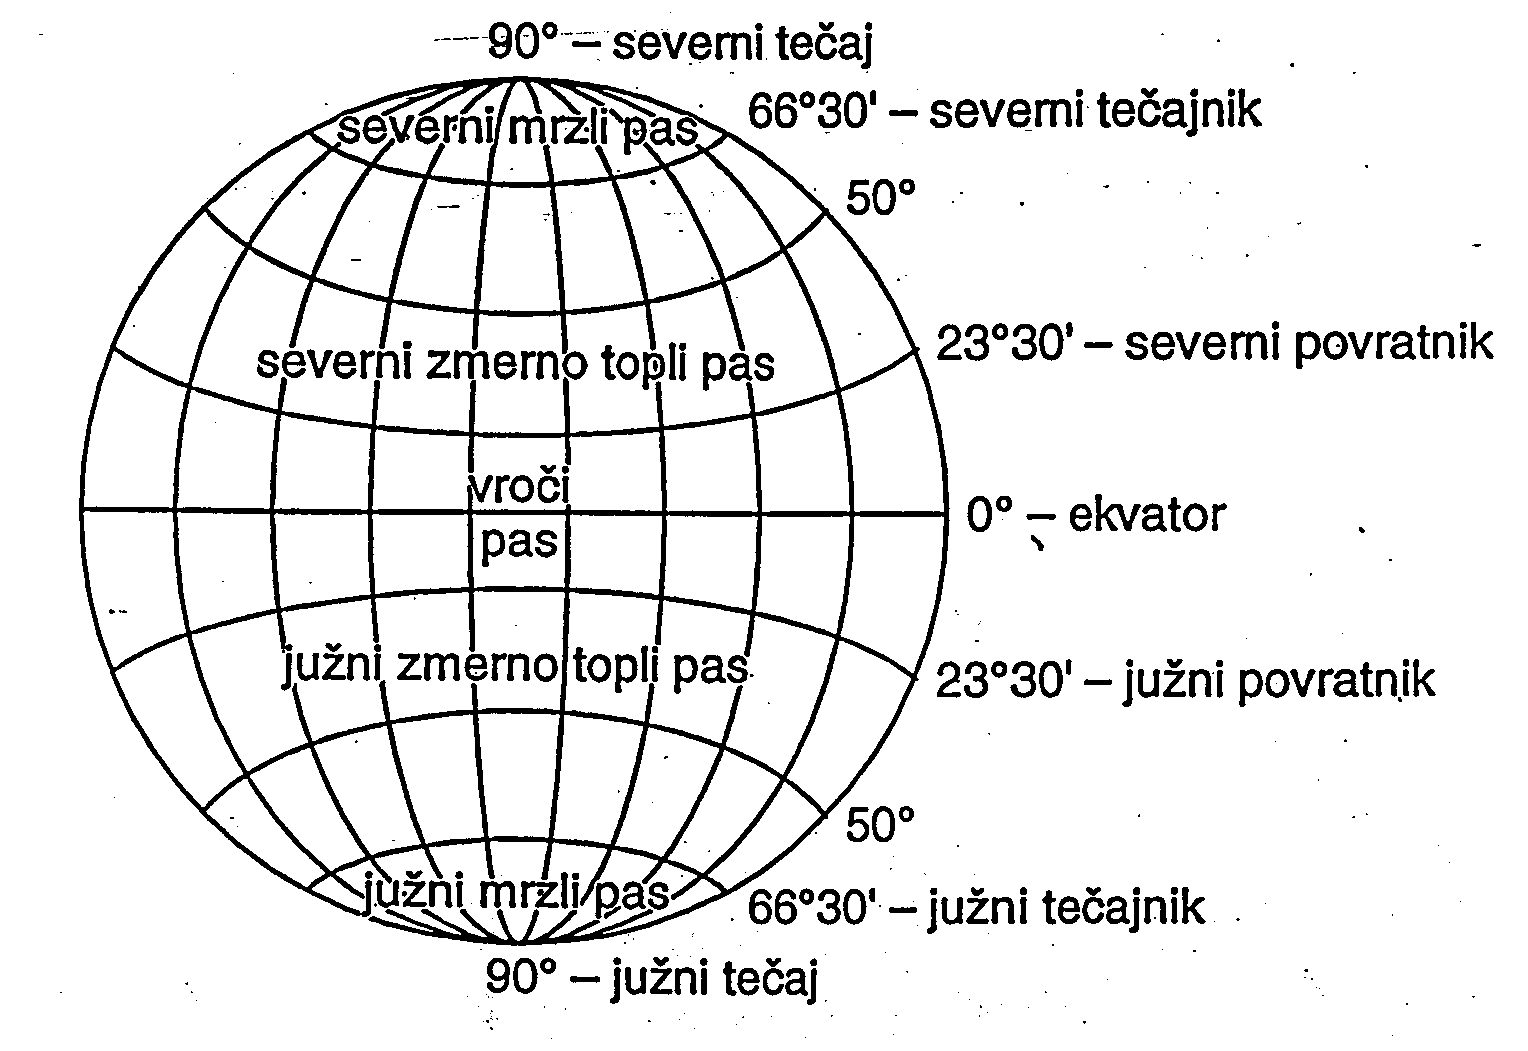 90° – severni tečaj
66°30' – severni tečajnik
severni mrzli pas
50°
23°30' – severni povratnik
severni zmerno topli pas
vroči
pas
0° – ekvator
južni zmerno topli pas
23°30' – južni povratnik
50°
južni mrzli pas
66°30' – južni tečajnik
90° – južni tečaj